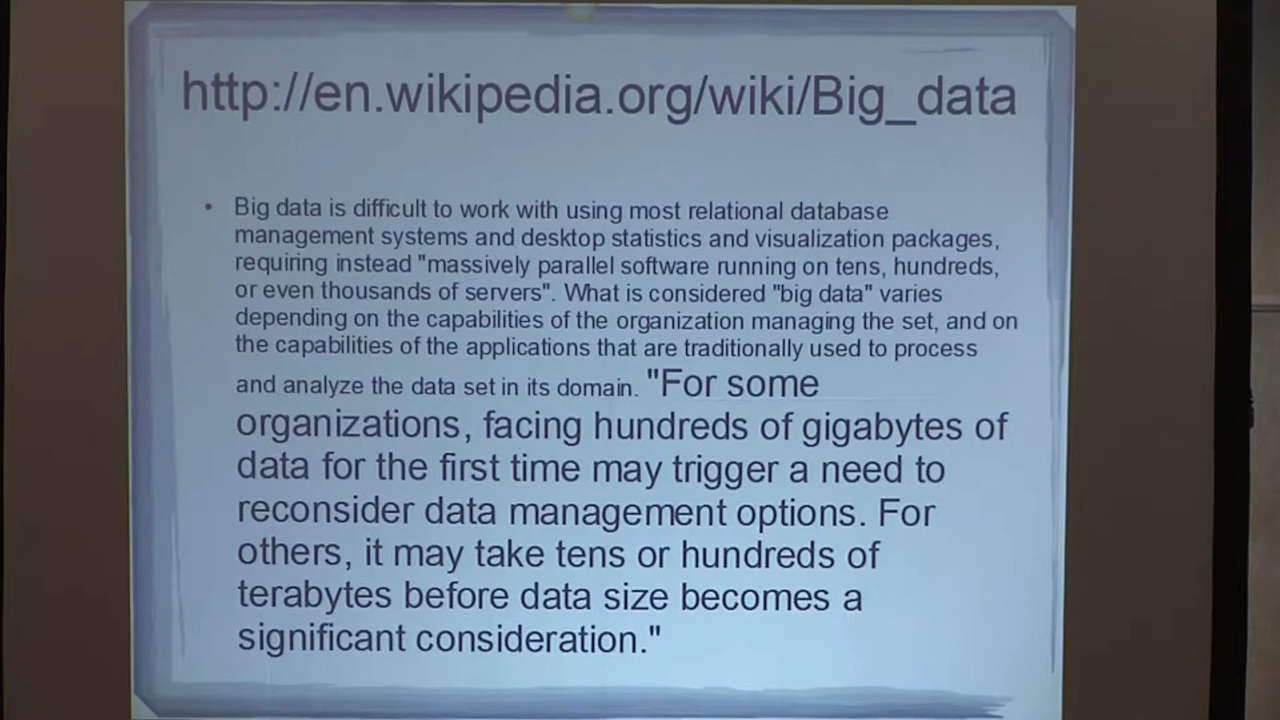 http://en.wikipedia.org/wiki/Big_data
• Big data is difficult to work with using most relational database
management systems and desktop statistics and visualization packages,
requiring instead "massively parallel software running on tens, hundreds,
or even thousands of servers". What is considered "big data" varies
depending on the capabilities of the organization managing the set, and on
the capabilities of the applications that are traditionally used to process
and analyze the data set in its domain. "For some
organizations, facing hundreds of gigabytes of
data for the first time may trigger a need to
reconsider data management options. For
others, it may take tens or hundreds of
terabytes before data size becomes a
significant consideration."